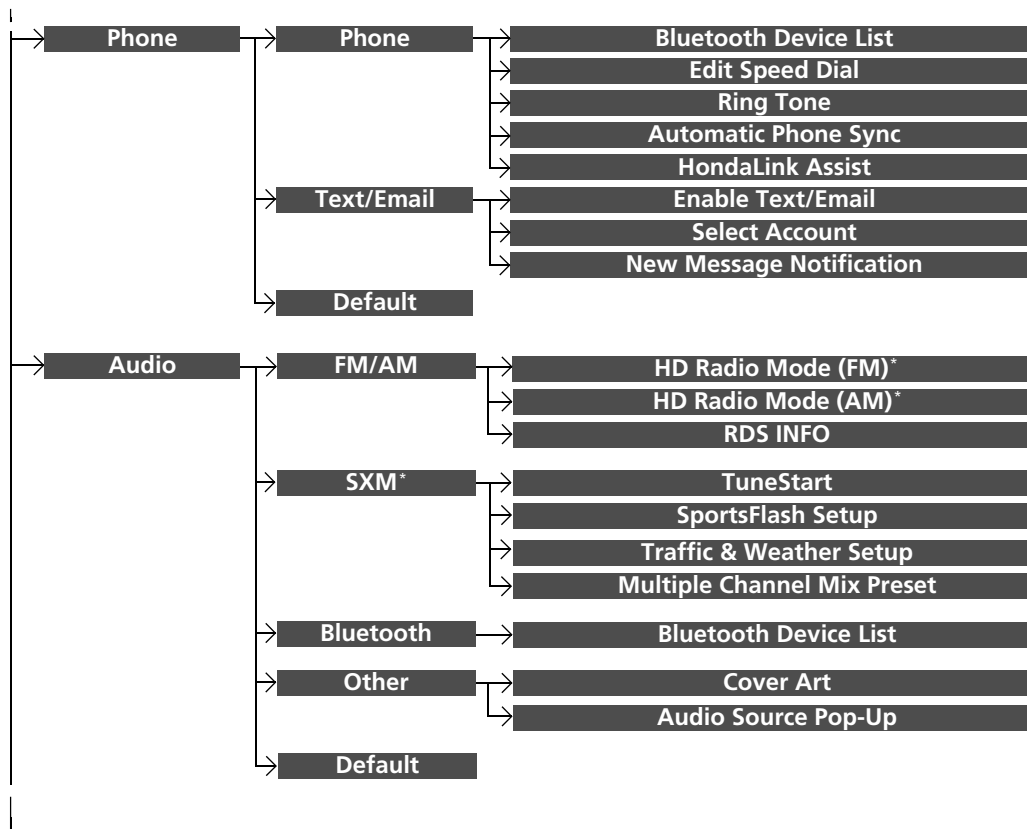 Phone
Phone
Bluetooth Device List
Edit Speed Dial
Ring Tone
Automatic Phone Sync
HondaLink Assist
Text/Email
Enable Text/Email
Select Account
New Message Notification
Default
Audio
FM/AM
HD Radio Mode (FM)*
HD Radio Mode (AM)*
RDS INFO
SXM*
TuneStart
SportsFlash Setup
Traffic & Weather Setup
Multiple Channel Mix Preset
Bluetooth
Bluetooth Device List
Other
Cover Art
Audio Source Pop-Up
Default